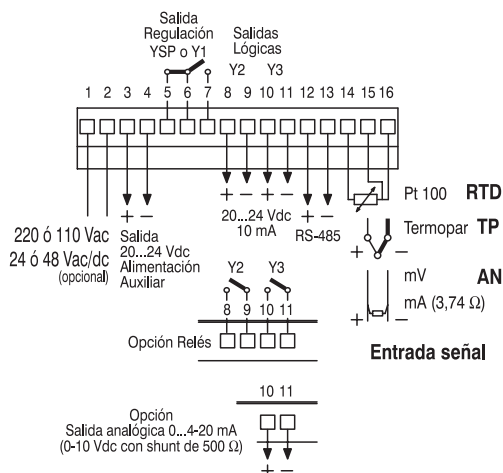 Salida
Regulación
YSP o Y1
Salidas
Lógicas
Y2 Y3
1 2 3 4 5 6 7 8 9 10 11 12 13 14 15 16
+ − + − + − + −
220 ó 110 Vac
24 ó 48 Vac/dc
(opcional)
Salida
20...24 Vdc
Alimentación
Auxiliar
20...24 Vdc
10 mA
RS-485
Pt 100 RTD
Termopar TP
+ −
mV AN
mA (3,74 Ω)
+ −
Entrada señal
Y2 Y3
8 9 10 11
Opción Relés
10 11
Opción
Salida analógica 0...4-20 mA
(0-10 Vdc con shunt de 500 Ω)
+ −